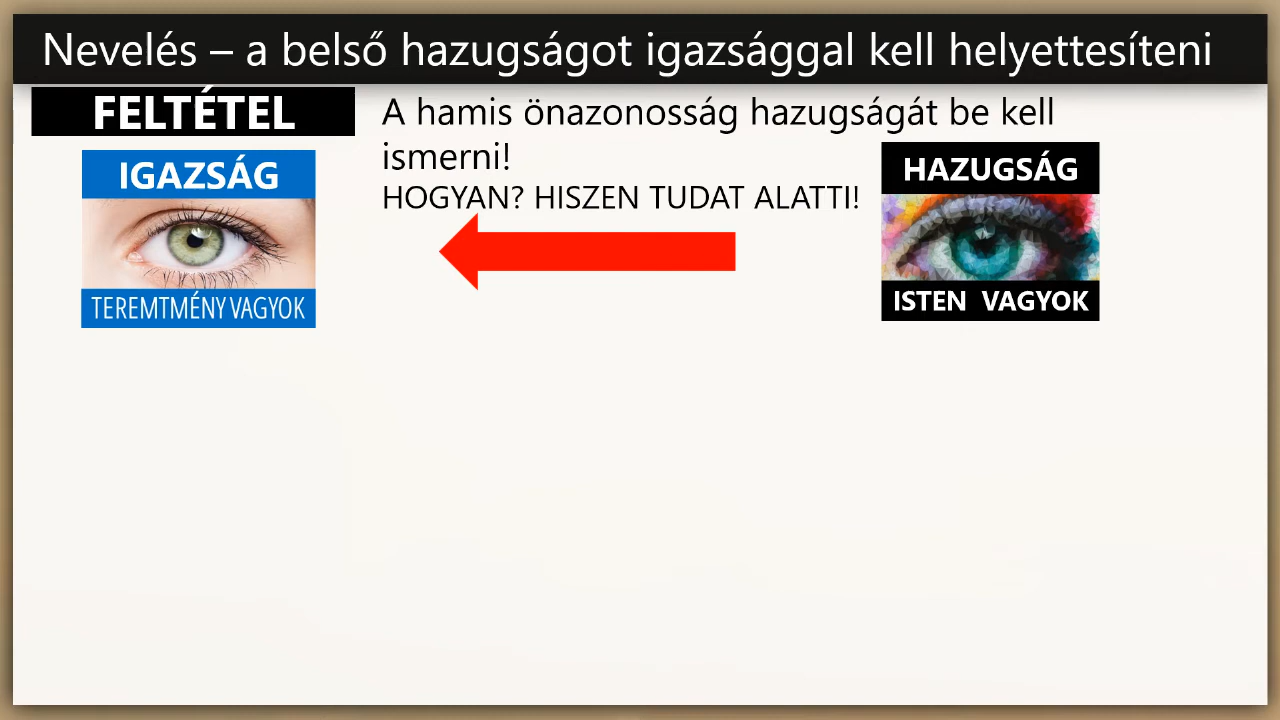 Nevelés – a belső hazugságot igazsággal kell helyettesíteni
FELTÉTEL
A hamis önazonosság hazugságát be kell
ismerni!
HOGYAN? HISZEN TUDAT ALATTI!
IGAZSÁG
TEREMTMÉNY VAGYOK
HAZUGSÁG
ISTEN VAGYOK